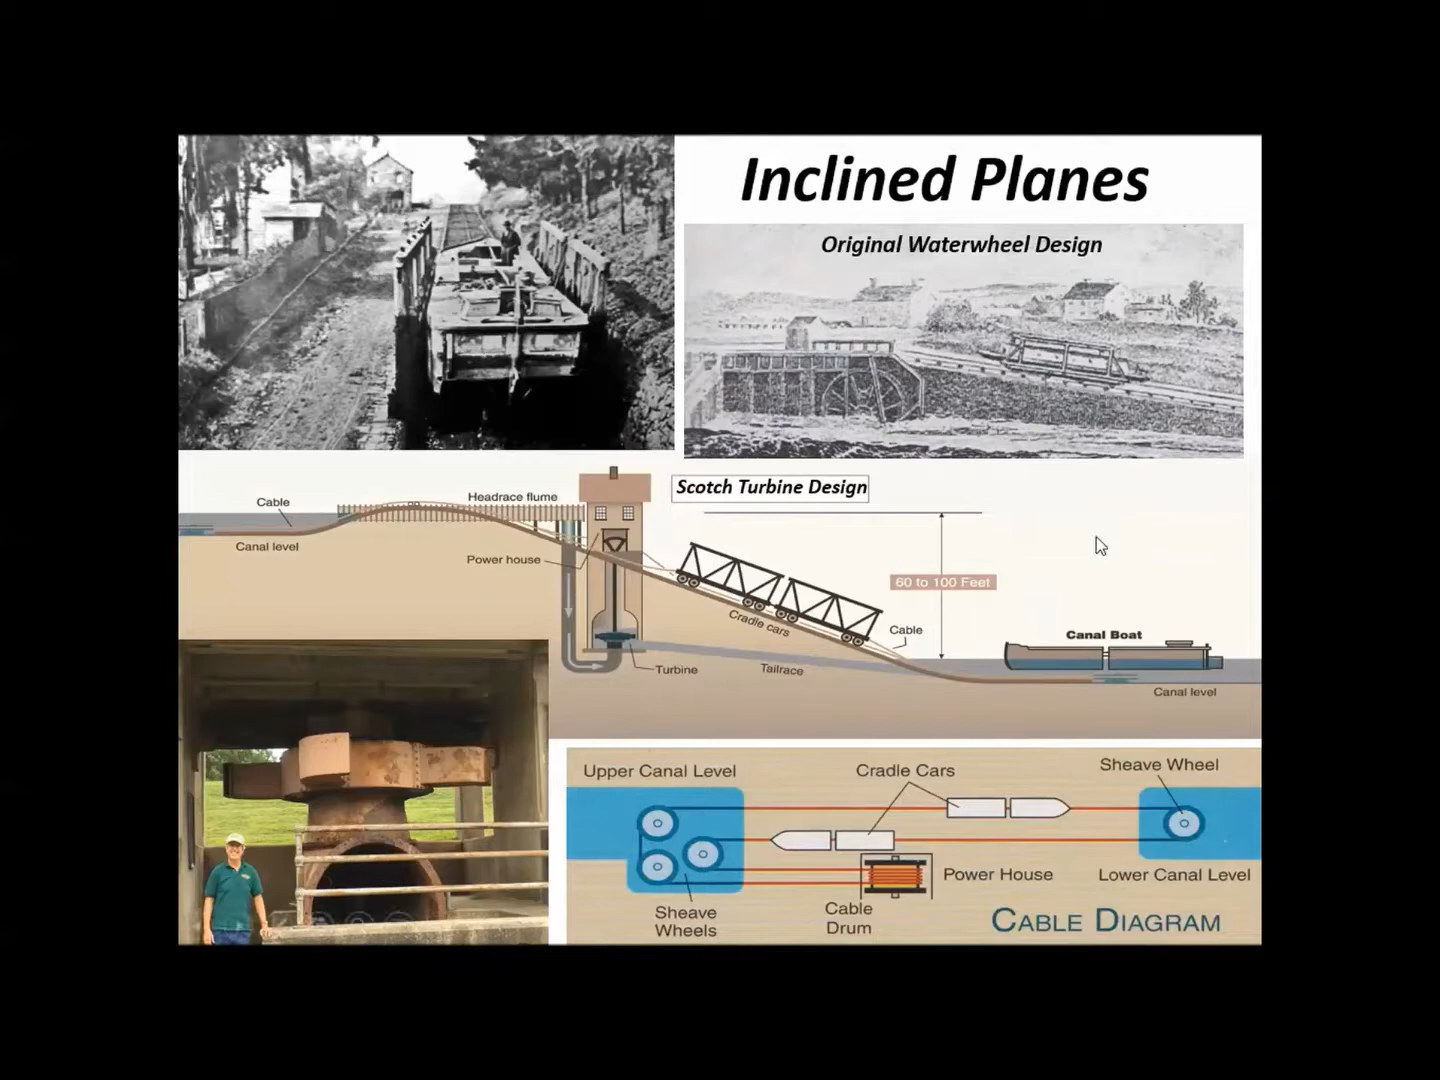 Inclined Planes
Original Waterwheel Design
Scotch Turbine Design
Cable
Headrace flume
Canal level
Power house
60 to 100 Feet
Cradle cars
Cable
Canal Boat
Turbine
Tailrace
Canal level
Upper Canal Level
Cradle Cars
Sheave Wheel
Power House
Lower Canal Level
Sheave
Wheels
Cable
Drum
CABLE DIAGRAM